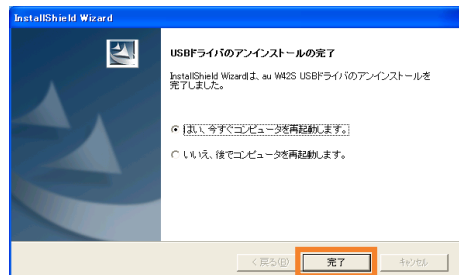 InstallShield Wizard
USBドライバのアンインストールの完了
InstallShield Wizardは、au W42S USBドライバのアンインストールを
完了しました。
はい、今すぐコンピュータを再起動します。
いいえ、後でコンピュータを再起動します。
< 戻る(B)
完了
キャンセル